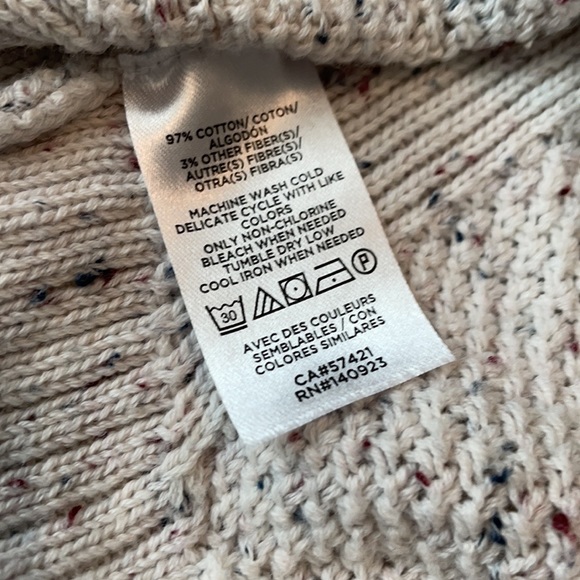 97% COTTON/ COTON/
ALGODÓN
3% OTHER FIBER(S)/
AUTRE(S) FIBRE(S)/
OTRA(S) FIBRA(S)
MACHINE WASH COLD
DELICATE CYCLE WITH LIKE
COLORS
ONLY NON-CHLORINE
BLEACH WHEN NEEDED
TUMBLE DRY LOW
COOL IRON WHEN NEEDED
30 P
AVEC DES COULEURS
SEMBLABLES / CON
COLORES SIMILARES
CA#57421
RN#140923